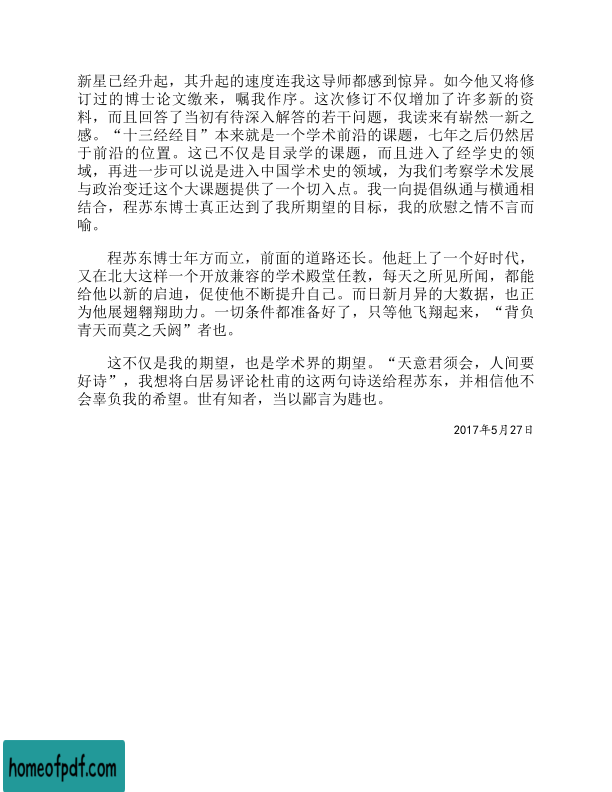 新星已经升起，其升起的速度连我这导师都感到惊异。如今他又将修
订过的博士论文缴来，嘱我作序。这次修订不仅增加了许多新的资
料，而且回答了当初有待深入解答的若干问题，我读来有崭然一新之
感。“十三经经目”本来就是一个学术前沿的课题，七年之后仍然居
于前沿的位置。这已不仅是目录学的课题，而且进入了经学史的领
域，再进一步可以说是进入中国学术史的领域，为我们考察学术发展
与政治变迁这个大课题提供了一个切入点。我一向提倡纵通与横通相
结合，程苏东博士真正达到了我所期望的目标，我的欣慰之情不言而
喻。
程苏东博士年方而立，前面的道路还长。他赶上了一个好时代，
又在北大这样一个开放兼容的学术殿堂任教，每天之所见所闻，都能
给他以新的启迪，促使他不断提升自己。而日新月异的大数据，也正
为他展翅翱翔助力。一切条件都准备好了，只等他飞翔起来，“背负
青天而莫之夭阏”者也。
这不仅是我的期望，也是学术界的期望。“天意君须会，人间要
好诗”，我想将白居易评论杜甫的这两句诗送给程苏东，并相信他不
会辜负我的希望。世有知者，当以鄙言为韪也。
2017年5月27日
homeofpdf.com